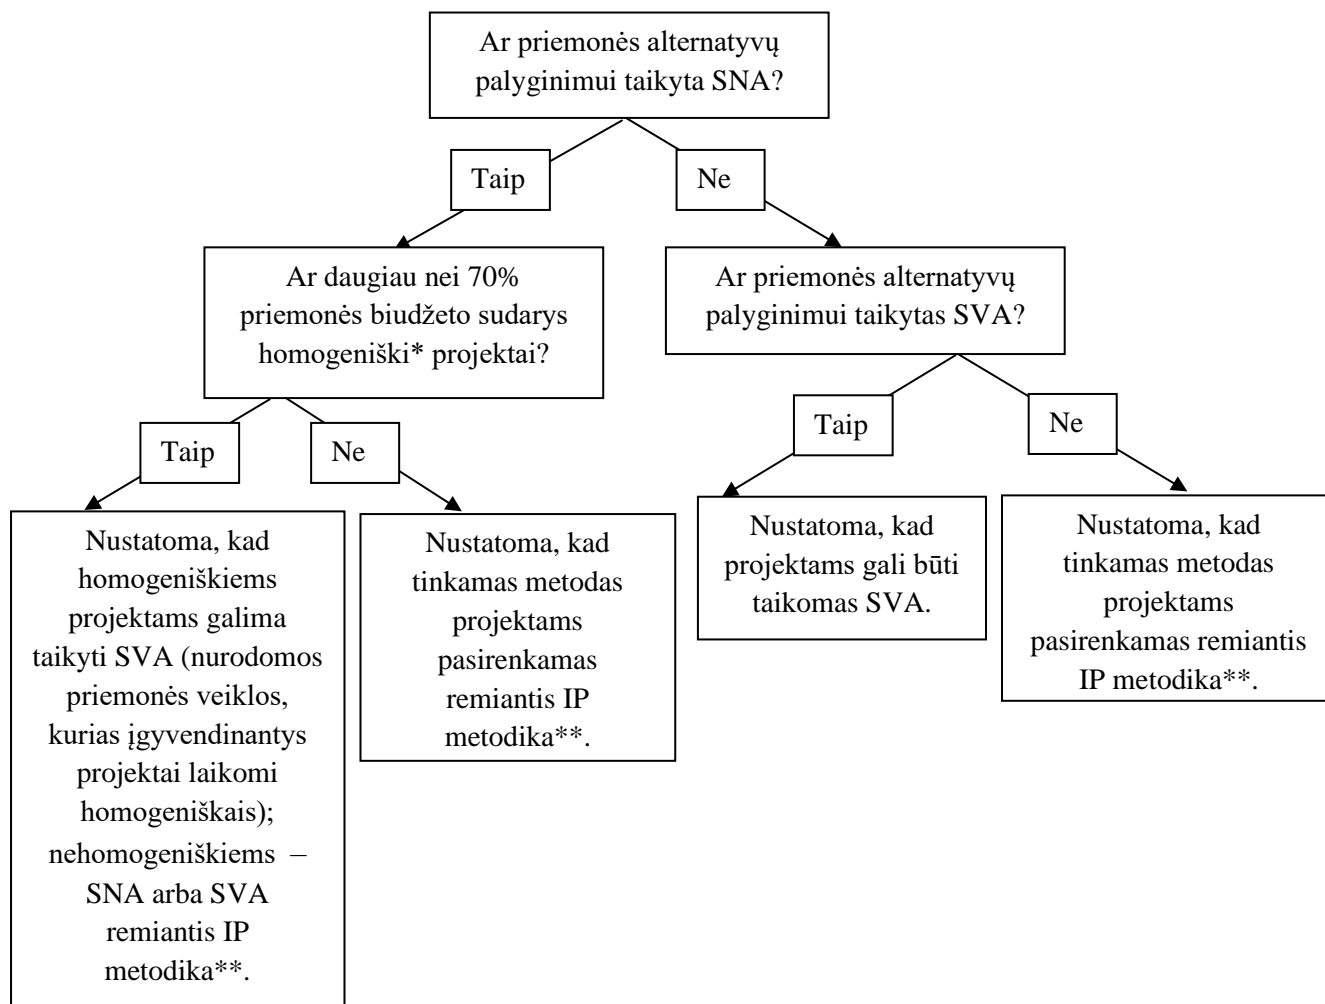 Ar priemonės alternatyvų
palyginimui taikyta SNA?
Taip
Ne
Ar daugiau nei 70%
priemonės biudžeto sudarys
homogeniški* projektai?
Ar priemonės alternatyvų
palyginimui taikytas SVA?
Taip
Ne
Taip
Ne
Nustatoma, kad
homogeniškiems
projektams galima
taikyti SVA (nurodomos
priemonės veiklos,
kurias įgyvendinantys
projektai laikomi
homogeniškais);
nehomogeniškiems –
SNA arba SVA
remiantis IP
metodika**.
Nustatoma, kad
tinkamas metodas
projektams
pasirenkamas
remiantis IP
metodika**.
Nustatoma, kad
projektams gali būti
taikomas SVA.
Nustatoma, kad
tinkamas metodas
projektams
pasirenkamas remiantis
IP metodika**.